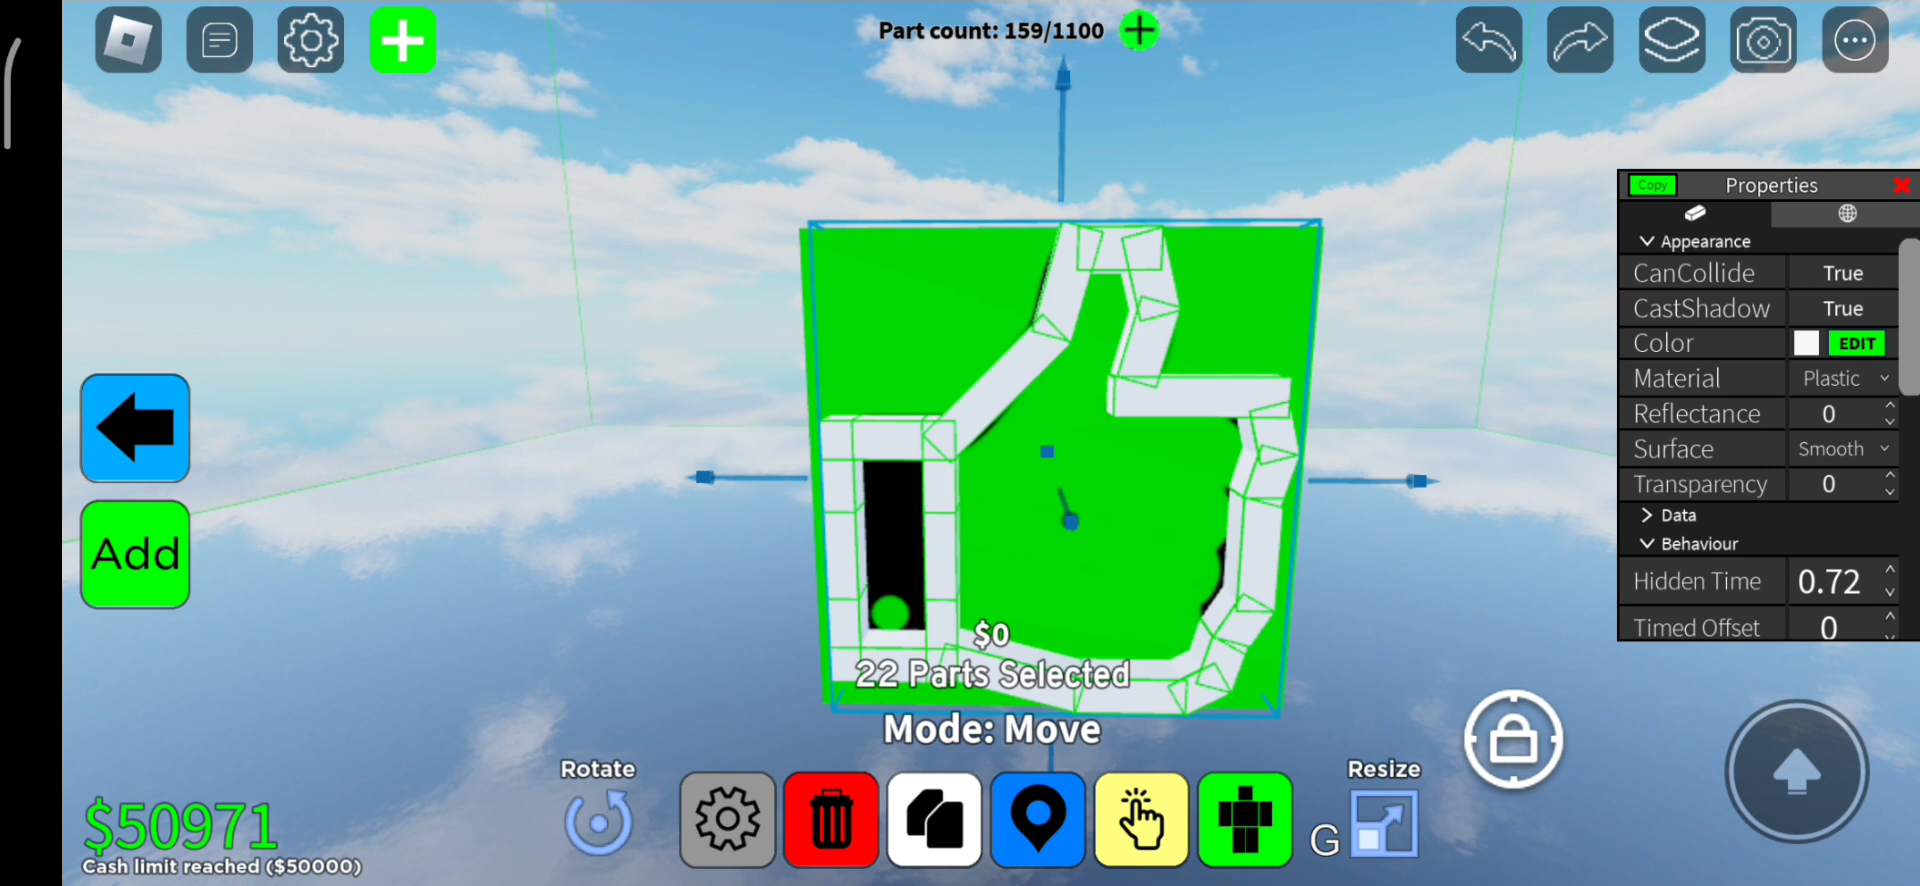 Part count: 159/1100
Copy
Properties
Appearance
CanCollide True
CastShadow True
Color EDIT
Material Plastic
Reflectance 0
Surface Smooth
Transparency 0
Data
Behaviour
Hidden Time 0.72
Timed Offset 0
Add
$0
22 Parts Selected
Mode: Move
Rotate
Resize
G
$50971
Cash limit reached ($50000)